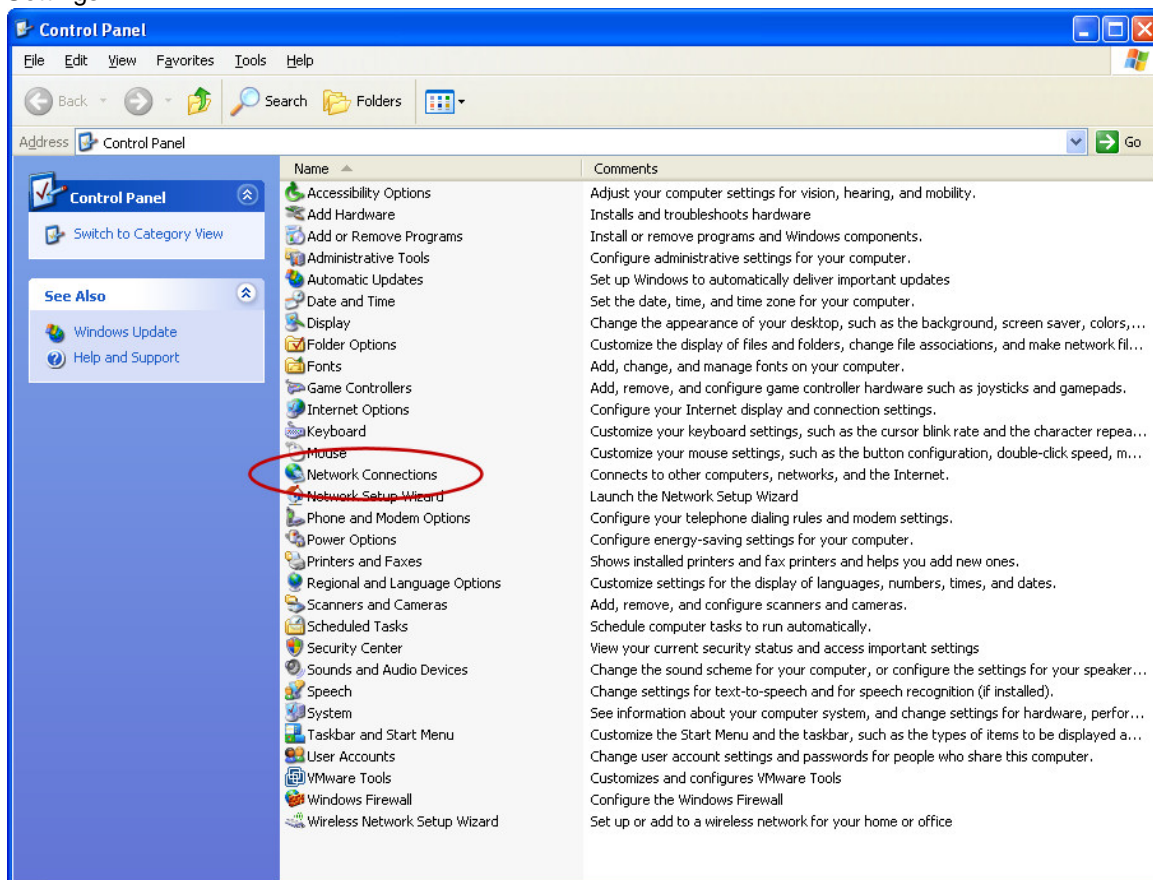 Control Panel
File Edit View Favorites Tools Help
Back Search Folders
Address Control Panel Go
Control Panel
Switch to Category View
See Also
Windows Update
Help and Support
Name Comments
Accessibility Options Adjust your computer settings for vision, hearing, and mobility.
Add Hardware Installs and troubleshoots hardware
Add or Remove Programs Install or remove programs and Windows components.
Administrative Tools Configure administrative settings for your computer.
Automatic Updates Set up Windows to automatically deliver important updates
Date and Time Set the date, time, and time zone for your computer.
Display Change the appearance of your desktop, such as the background, screen saver, colors,...
Folder Options Customize the display of files and folders, change file associations, and make network fil...
Fonts Add, change, and manage fonts on your computer.
Game Controllers Add, remove, and configure game controller hardware such as joysticks and gamepads.
Internet Options Configure your Internet display and connection settings.
Keyboard Customize your keyboard settings, such as the cursor blink rate and the character repea...
Mouse Customize your mouse settings, such as the button configuration, double-click speed, m...
Network Connections Connects to other computers, networks, and the Internet.
Network Setup Wizard Launch the Network Setup Wizard
Phone and Modem Options Configure your telephone dialing rules and modem settings.
Power Options Configure energy-saving settings for your computer.
Printers and Faxes Shows installed printers and fax printers and helps you add new ones.
Regional and Language Options Customize settings for the display of languages, numbers, times, and dates.
Scanners and Cameras Add, remove, and configure scanners and cameras.
Scheduled Tasks Schedule computer tasks to run automatically.
Security Center View your current security status and access important settings
Sounds and Audio Devices Change the sound scheme for your computer, or configure the settings for your speaker...
Speech Change settings for text-to-speech and for speech recognition (if installed).
System See information about your computer system, and change settings for hardware, perfor...
Taskbar and Start Menu Customize the Start Menu and the taskbar, such as the types of items to be displayed a...
User Accounts Change user account settings and passwords for people who share this computer.
VMware Tools Customizes and configures VMware Tools
Windows Firewall Configure the Windows Firewall
Wireless Network Setup Wizard Set up or add to a wireless network for your home or office